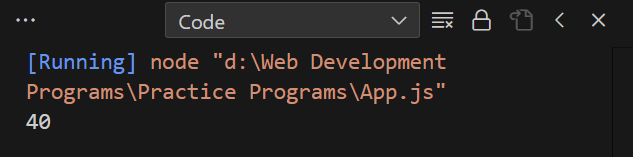 Code
[Running] node "d:\Web Development
Programs\Practice Programs\App.js"
40